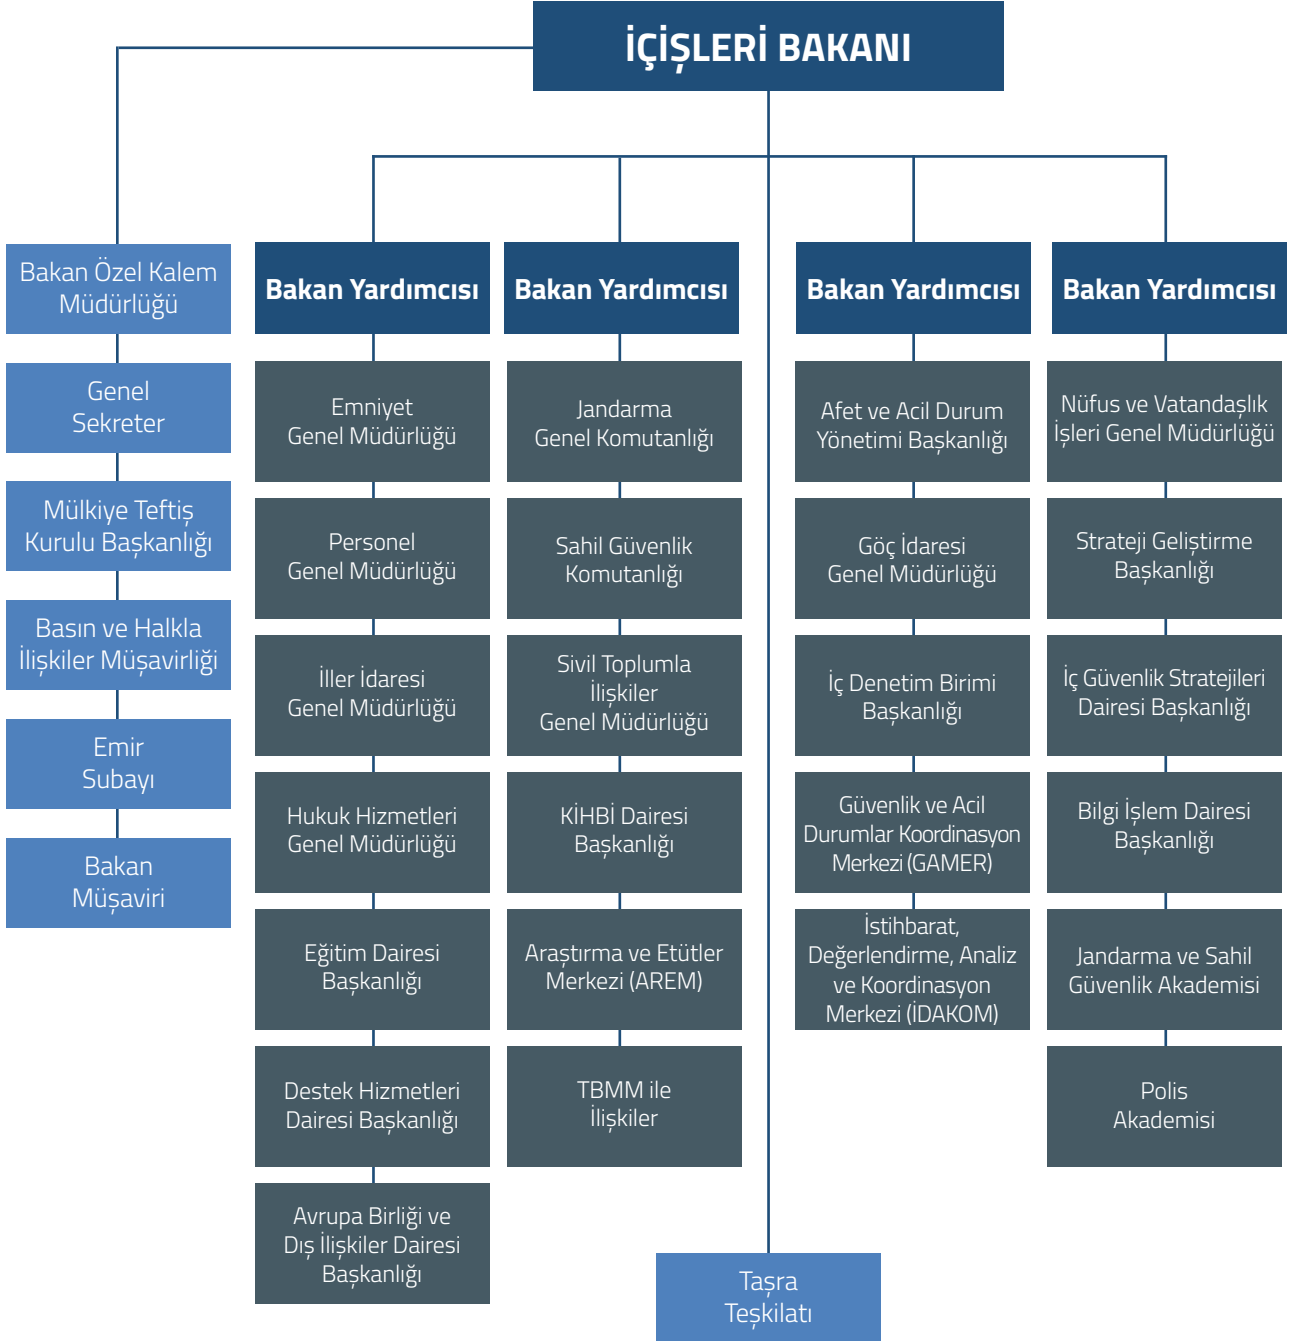 İÇİŞLERİ BAKANI
Bakan Özel Kalem
Müdürlüğü
Genel
Sekreter
Mülkiye Teftiş
Kurulu Başkanlığı
Basın ve Halkla
İlişkiler Müşavirliği
Emir
Subayı
Bakan
Müşaviri
Bakan Yardımcısı
Emniyet
Genel Müdürlüğü
Personel
Genel Müdürlüğü
İller İdaresi
Genel Müdürlüğü
Hukuk Hizmetleri
Genel Müdürlüğü
Eğitim Dairesi
Başkanlığı
Destek Hizmetleri
Dairesi Başkanlığı
Avrupa Birliği ve
Dış İlişkiler Dairesi
Başkanlığı
Bakan Yardımcısı
Jandarma
Genel Komutanlığı
Sahil Güvenlik
Komutanlığı
Sivil Toplumla
İlişkiler
Genel Müdürlüğü
KİHBİ Dairesi
Başkanlığı
Araştırma ve Etütler
Merkezi (AREM)
TBMM ile
İlişkiler
Bakan Yardımcısı
Afet ve Acil Durum
Yönetimi Başkanlığı
Göç İdaresi
Genel Müdürlüğü
İç Denetim Birimi
Başkanlığı
Güvenlik ve Acil
Durumlar Koordinasyon
Merkezi (GAMER)
İstihbarat,
Değerlendirme, Analiz
ve Koordinasyon
Merkezi (İDAKOM)
Bakan Yardımcısı
Nüfus ve Vatandaşlık
İşleri Genel Müdürlüğü
Strateji Geliştirme
Başkanlığı
İç Güvenlik Stratejileri
Dairesi Başkanlığı
Bilgi İşlem Dairesi
Başkanlığı
Jandarma ve Sahil
Güvenlik Akademisi
Polis
Akademisi
Taşra
Teşkilatı